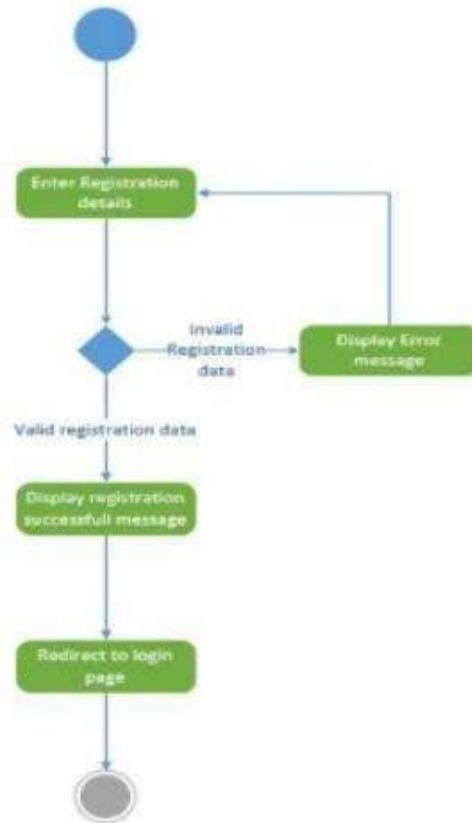 Enter Registration
details
Invalid
Registration
data
Display Error
message
Valid registration data
Display registration
successfull message
Redirect to login
page